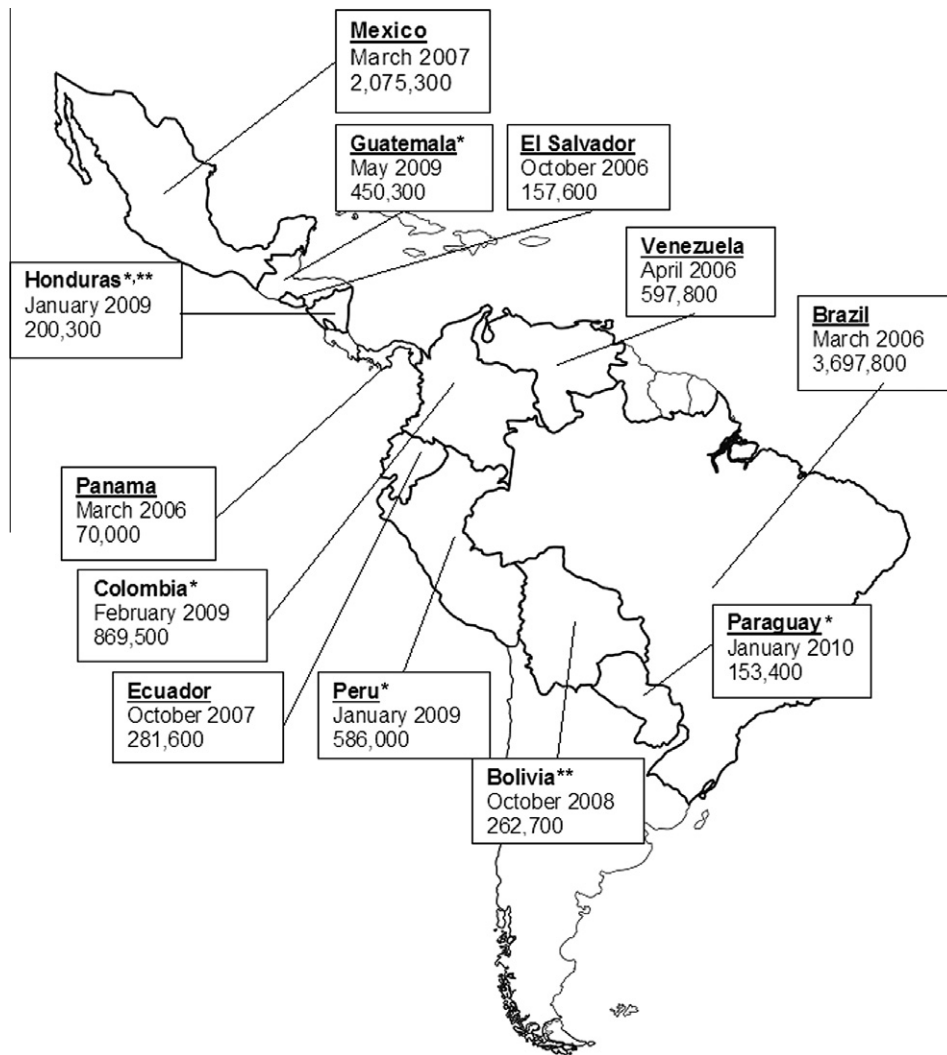 Mexico
March 2007
2,075,300
Guatemala*
May 2009
450,300
El Salvador
October 2006
157,600
Venezuela
April 2006
597,800
Honduras*,**
January 2009
200,300
Brazil
March 2006
3,697,800
Panama
March 2006
70,000
Colombia*
February 2009
869,500
Paraguay*
January 2010
153,400
Ecuador
October 2007
281,600
Peru*
January 2009
586,000
Bolivia**
October 2008
262,700